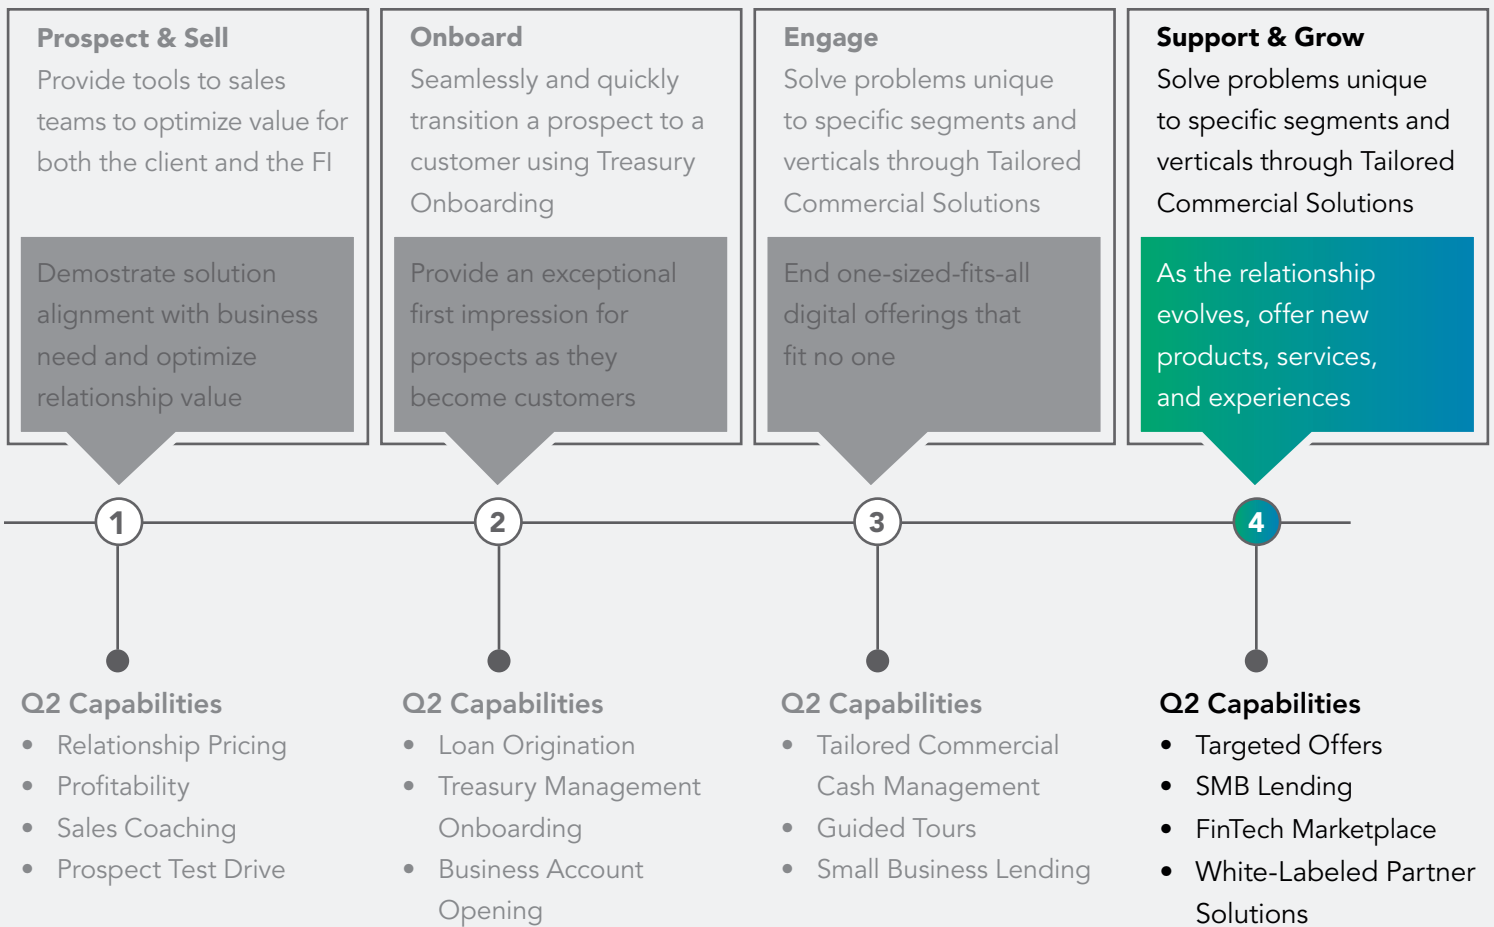 Prospect & Sell
Provide tools to sales
teams to optimize value for
both the client and the FI
Demostrate solution
alignment with business
need and optimize
relationship value
Onboard
Seamlessly and quickly
transition a prospect to a
customer using Treasury
Onboarding
Provide an exceptional
first impression for
prospects as they
become customers
Engage
Solve problems unique
to specific segments and
verticals through Tailored
Commercial Solutions
End one-sized-fits-all
digital offerings that
fit no one
Support & Grow
Solve problems unique
to specific segments and
verticals through Tailored
Commercial Solutions
As the relationship
evolves, offer new
products, services,
and experiences
1
2
3
4
Q2 Capabilities
• Relationship Pricing
• Profitability
• Sales Coaching
• Prospect Test Drive
Q2 Capabilities
• Loan Origination
• Treasury Management
Onboarding
• Business Account
Opening
Q2 Capabilities
• Tailored Commercial
Cash Management
• Guided Tours
• Small Business Lending
Q2 Capabilities
• Targeted Offers
• SMB Lending
• FinTech Marketplace
• White-Labeled Partner
Solutions